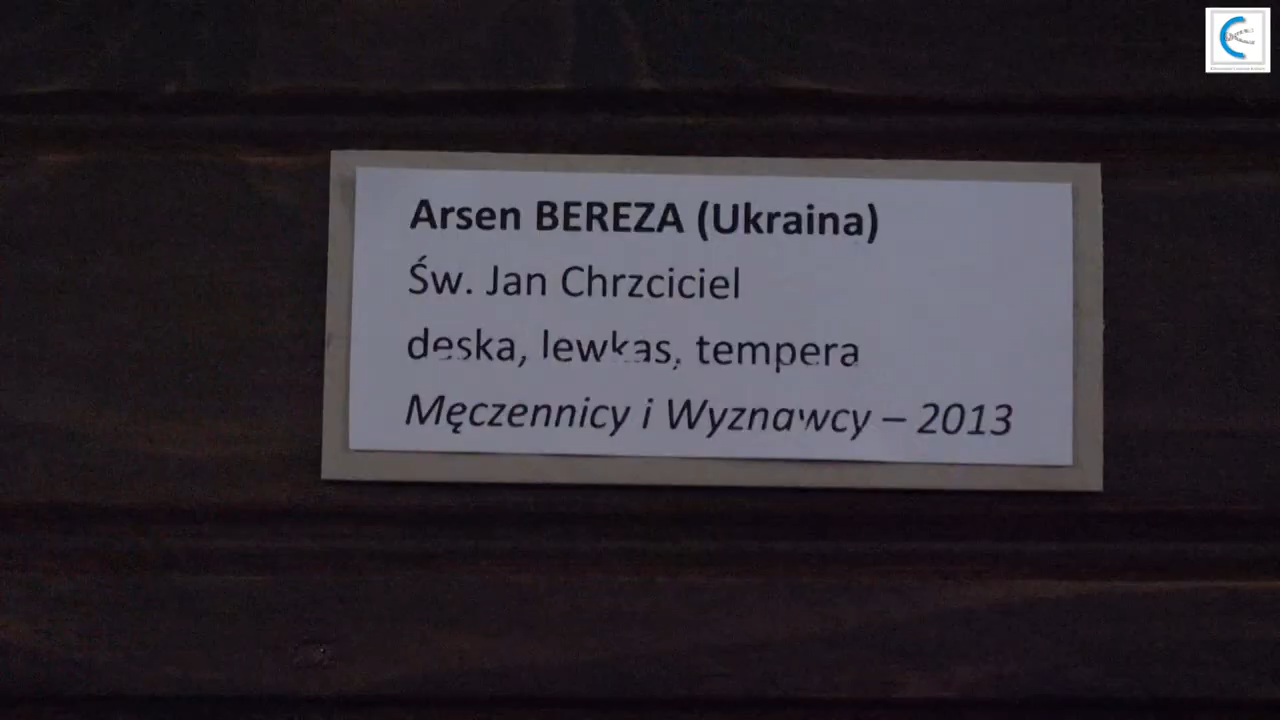 Arsen BEREZA (Ukraina)
Św. Jan Chrzciciel
deska, lewkas, tempera
Męczennicy i Wyznawcy – 2013